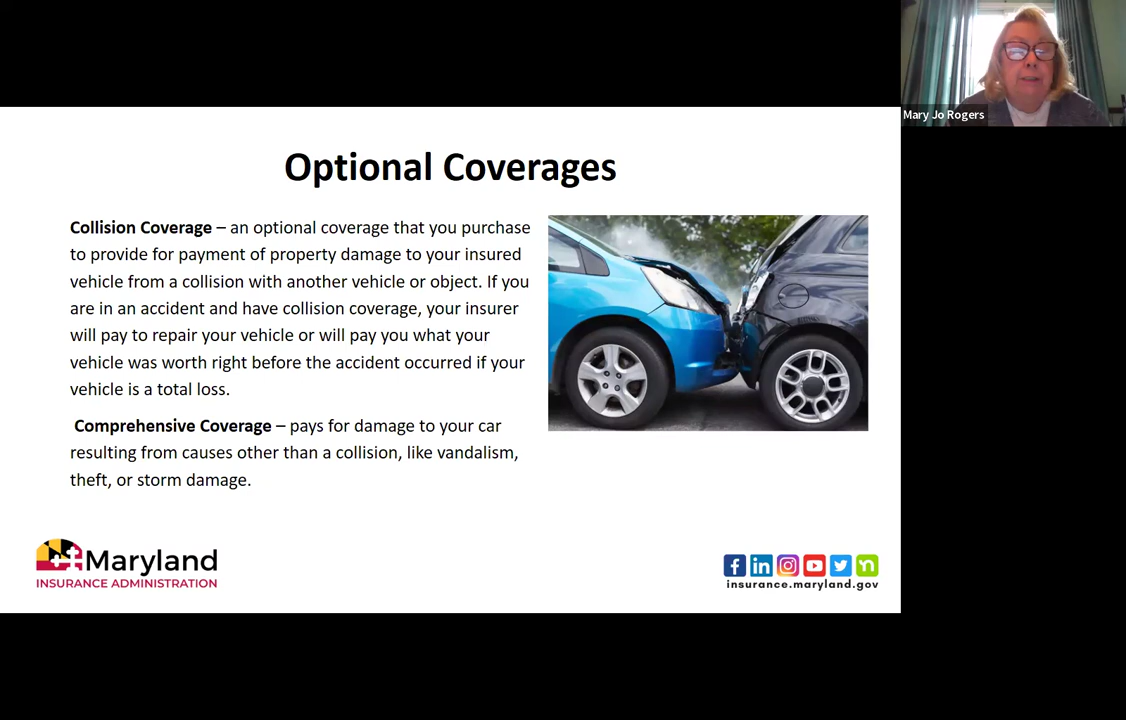 Mary Jo Rogers
Optional Coverages
Collision Coverage – an optional coverage that you purchase
to provide for payment of property damage to your insured
vehicle from a collision with another vehicle or object. If you
are in an accident and have collision coverage, your insurer
will pay to repair your vehicle or will pay you what your
vehicle was worth right before the accident occurred if your
vehicle is a total loss.
Comprehensive Coverage – pays for damage to your car
resulting from causes other than a collision, like vandalism,
theft, or storm damage.
Maryland
INSURANCE ADMINISTRATION
insurance.maryland.gov